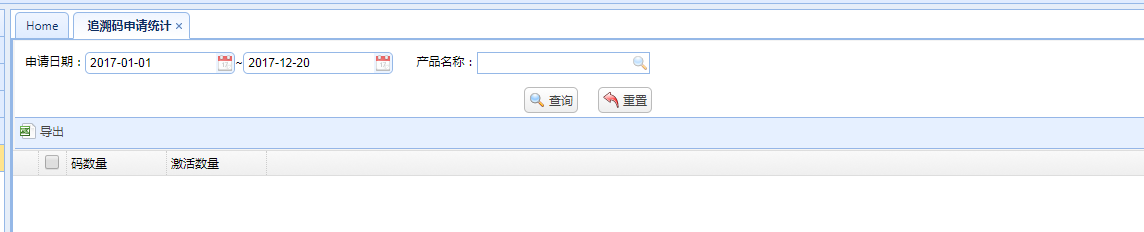 Home 追溯码申请统计
申请日期：2017-01-01~2017-12-20 产品名称：
查询 重置
导出
码数量 激活数量